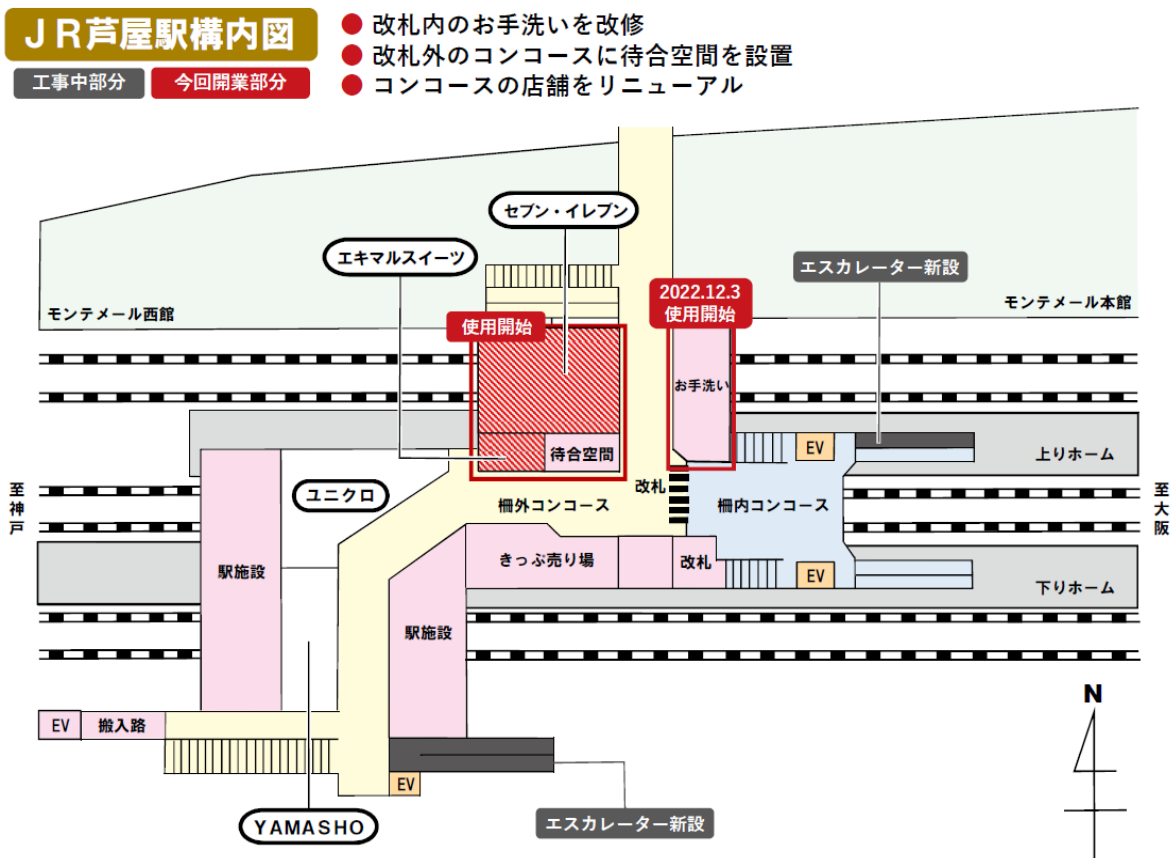 JR芦屋駅構内図
工事中部分
今回開業部分
● 改札内のお手洗いを改修
● 改札外のコンコースに待合空間を設置
● コンコースの店舗をリニューアル
セブン・イレブン
エキマルスイーツ
エスカレーター新設
モンテメール西館
使用開始
2022.12.3
使用開始
モンテメール本館
お手洗い
待合空間
EV
上りホーム
至神戸
ユニクロ
柵外コンコース
改札
柵内コンコース
至大阪
駅施設
きっぷ売り場
改札
EV
下りホーム
駅施設
EV
搬入路
EV
YAMASHO
エスカレーター新設
N